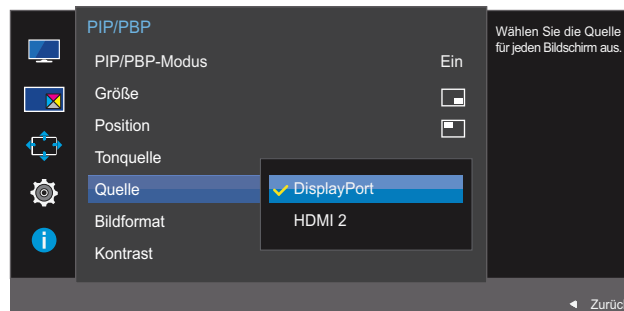 PIP/PBP
PIP/PBP-Modus Ein
Größe
Position
Tonquelle
Quelle
DisplayPort
Bildformat
HDMI 2
Kontrast
Wählen Sie die Quelle
für jeden Bildschirm aus.
Zurück